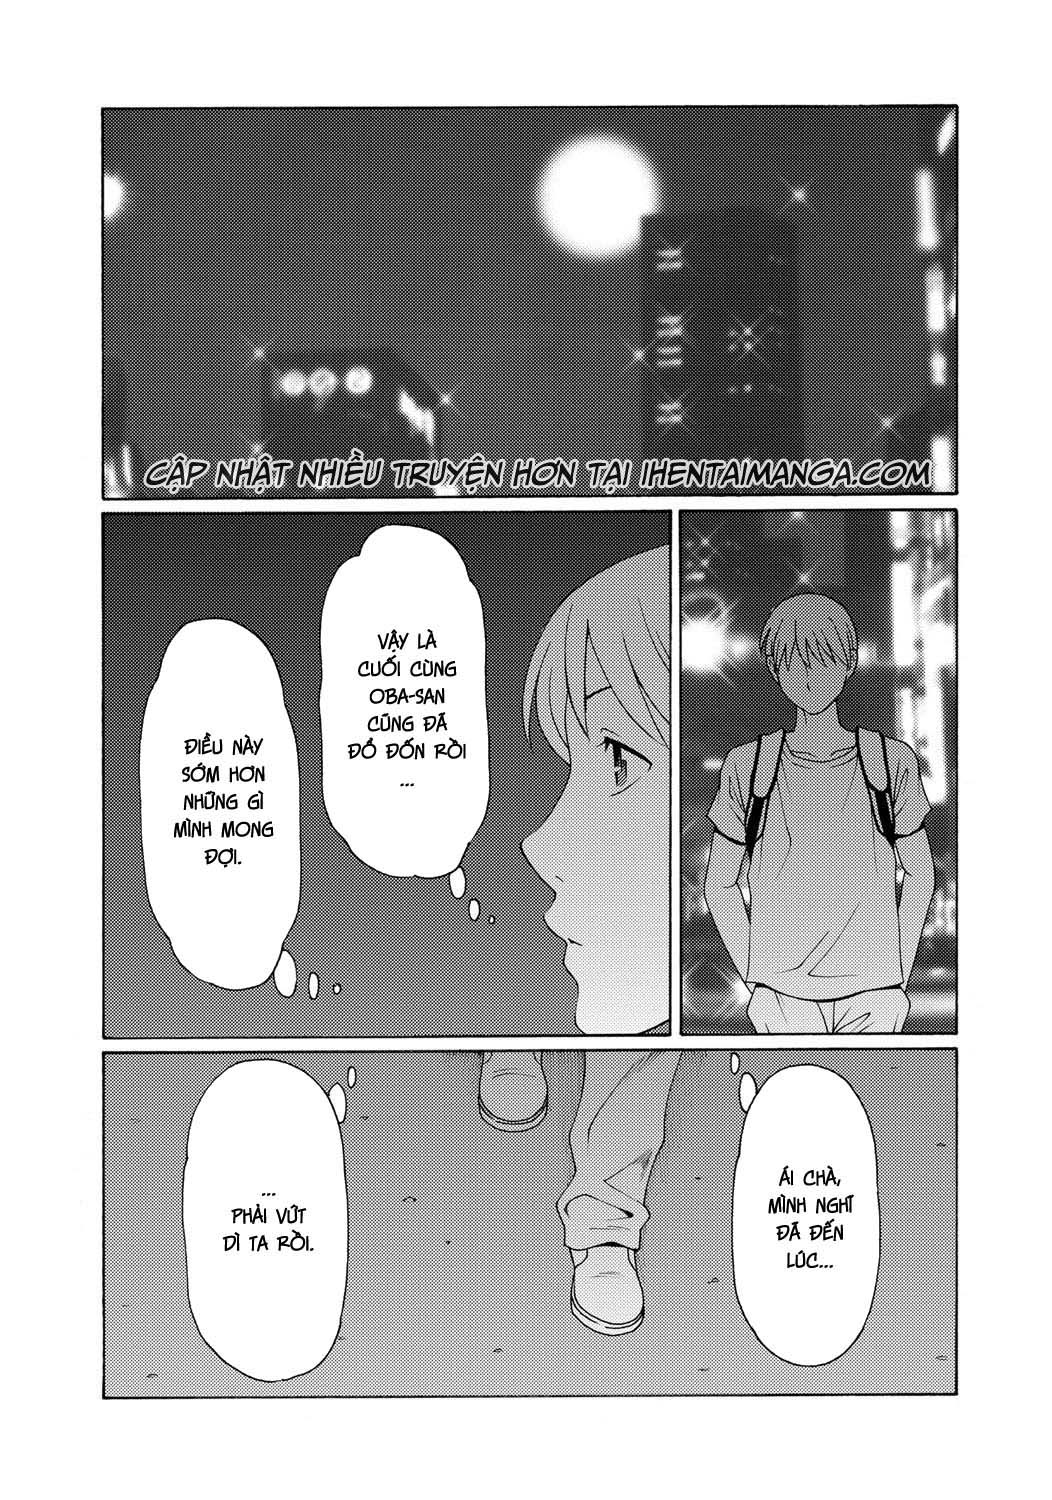 CẬP NHẬT NHIỀU TRUYỆN HƠN TẠI IHENTAIMANGA.COM
VẬY LÀ
CUỐI CÙNG
OBA-SAN
CŨNG ĐÃ
ĐỔ ĐỐN RỒI
...
ĐIỀU NÀY
SỚM HƠN
NHỮNG GÌ
MÌNH MONG
ĐỢI.
ÁI CHÀ,
MÌNH NGHĨ
ĐÃ ĐẾN
LÚC...
...
PHẢI VỨT
DÌ TA RỒI.